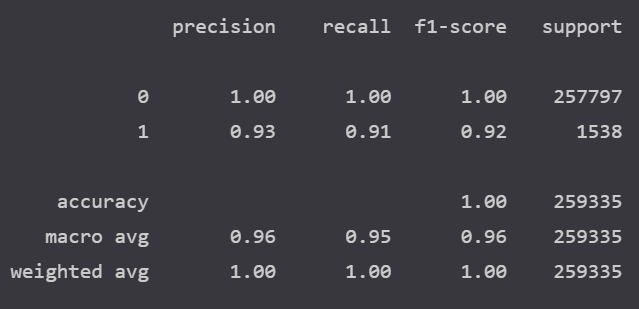 precision recall f1-score support
0 1.00 1.00 1.00 257797
1 0.93 0.91 0.92 1538
accuracy 1.00 259335
macro avg 0.96 0.95 0.96 259335
weighted avg 1.00 1.00 1.00 259335